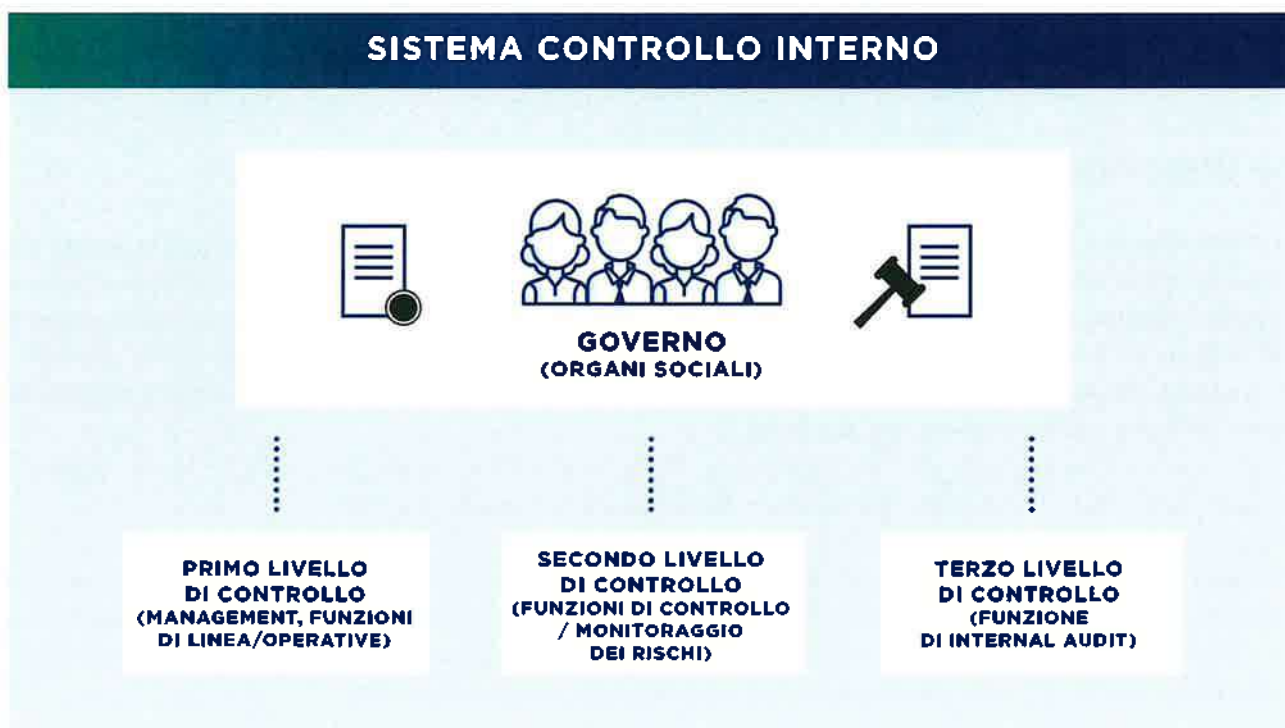 SISTEMA CONTROLLO INTERNO
GOVERNO
(ORGANI SOCIALI)
PRIMO LIVELLO
DI CONTROLLO
(MANAGEMENT, FUNZIONI
DI LINEA/OPERATIVE)
SECONDO LIVELLO
DI CONTROLLO
(FUNZIONI DI CONTROLLO
/ MONITORAGGIO
DEI RISCHI)
TERZO LIVELLO
DI CONTROLLO
(FUNZIONE
DI INTERNAL AUDIT)